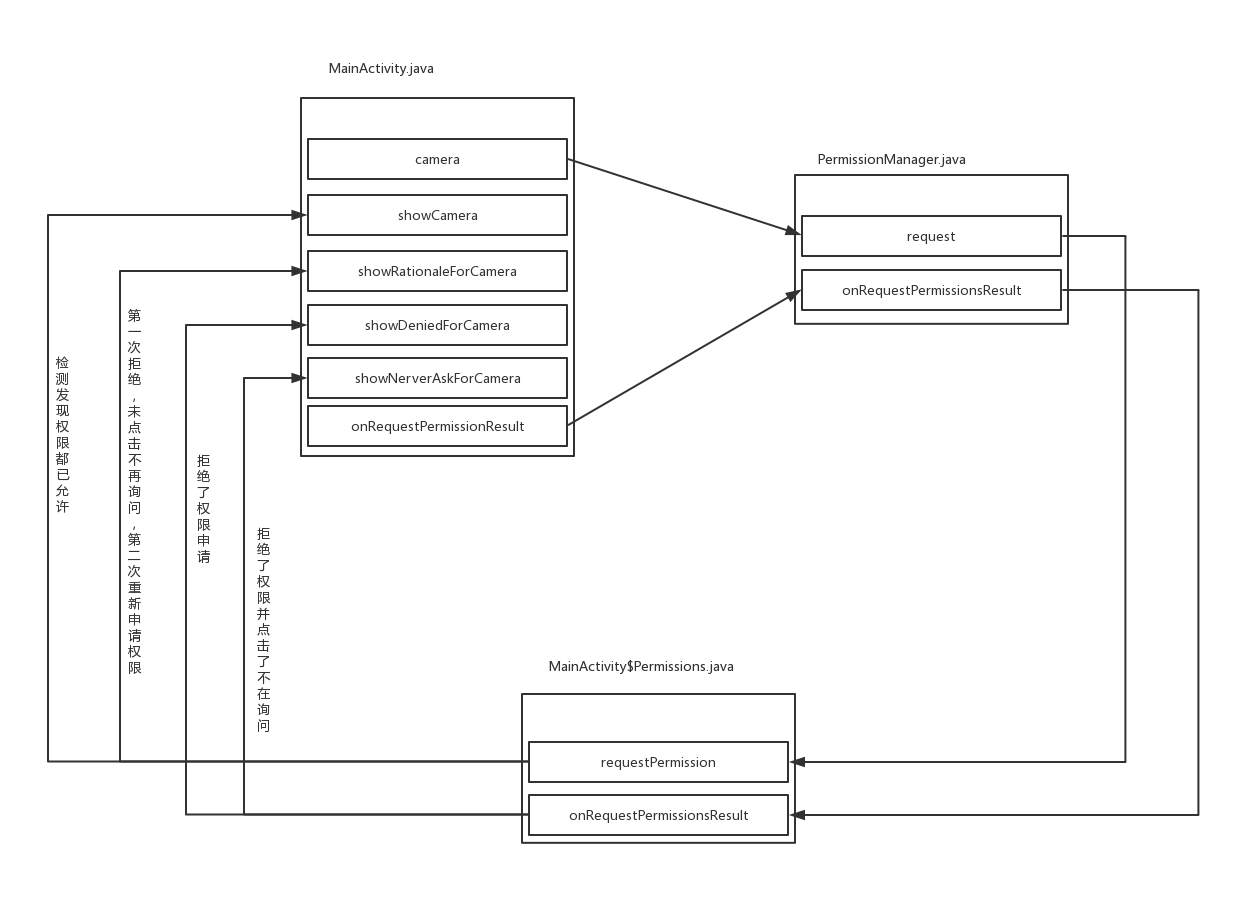 MainActivity.java
camera
showCamera
showRationaleForCamera
showDeniedForCamera
showNerverAskForCamera
onRequestPermissionResult
PermissionManager.java
request
onRequestPermissionsResult
检测发现权限都已允许
第一次拒绝,未点击不再询问,第二次重新申请权限
拒绝了权限申请
拒绝了权限并点击了不在询问
MainActivity$Permissions.java
requestPermission
onRequestPermissionsResult